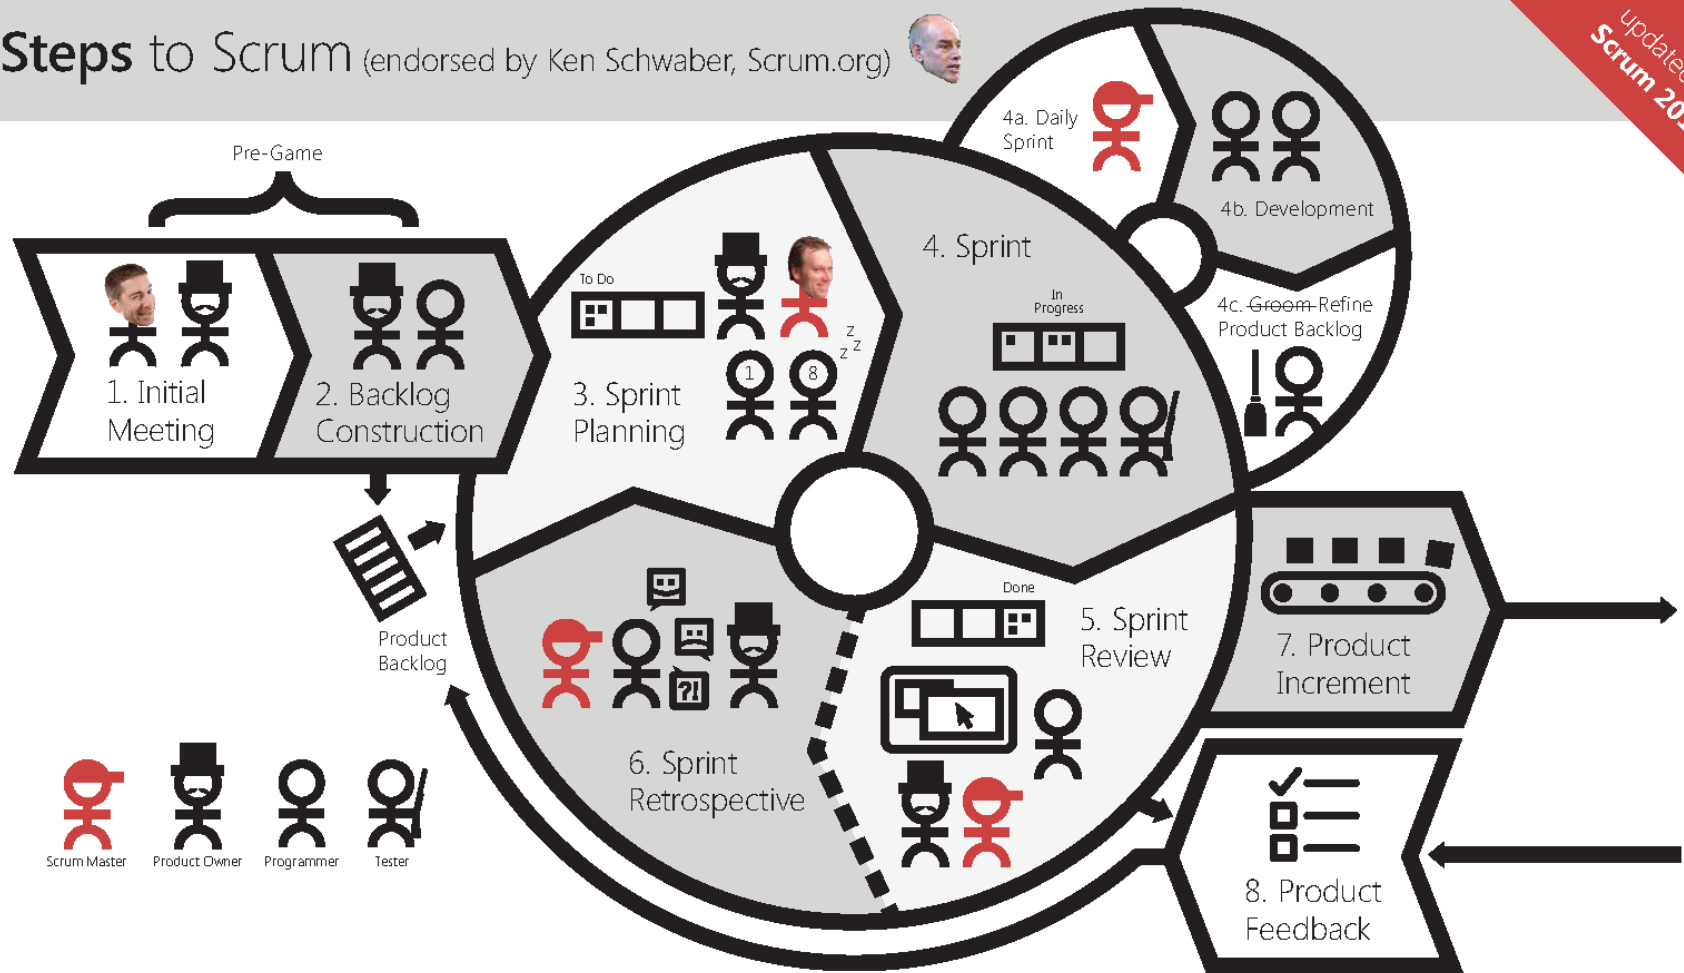 Steps to Scrum (endorsed by Ken Schwaber, Scrum.org)
updated
Scrum
Pre-Game
1. Initial
Meeting
2. Backlog
Construction
To Do
3. Sprint
Planning
1
8
z
z
z
4. Sprint
In
Progress
4a. Daily
Sprint
4b. Development
4c. Groom Refine
Product Backlog
Product
Backlog
Done
5. Sprint
Review
?!
6. Sprint
Retrospective
7. Product
Increment
8. Product
Feedback
Scrum Master
Product Owner
Programmer
Tester